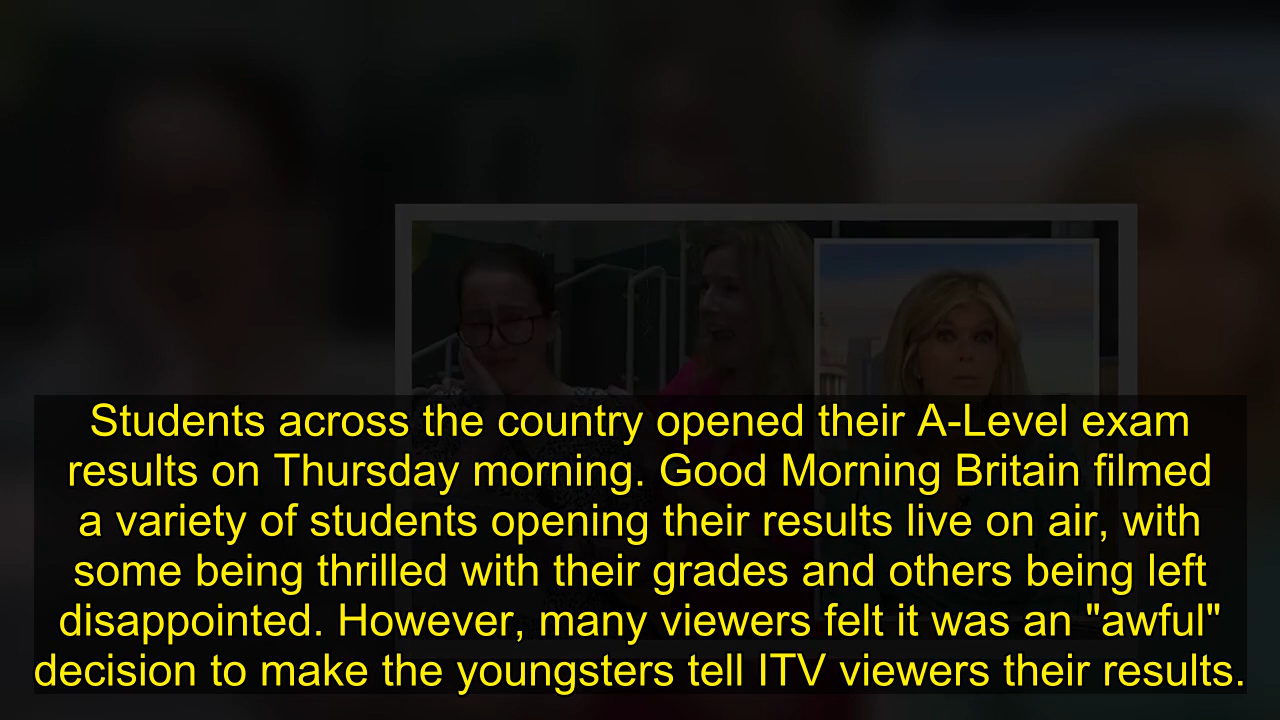 Students across the country opened their A-Level exam
results on Thursday morning. Good Morning Britain filmed
a variety of students opening their results live on air, with
some being thrilled with their grades and others being left
disappointed. However, many viewers felt it was an "awful"
decision to make the youngsters tell ITV viewers their results.